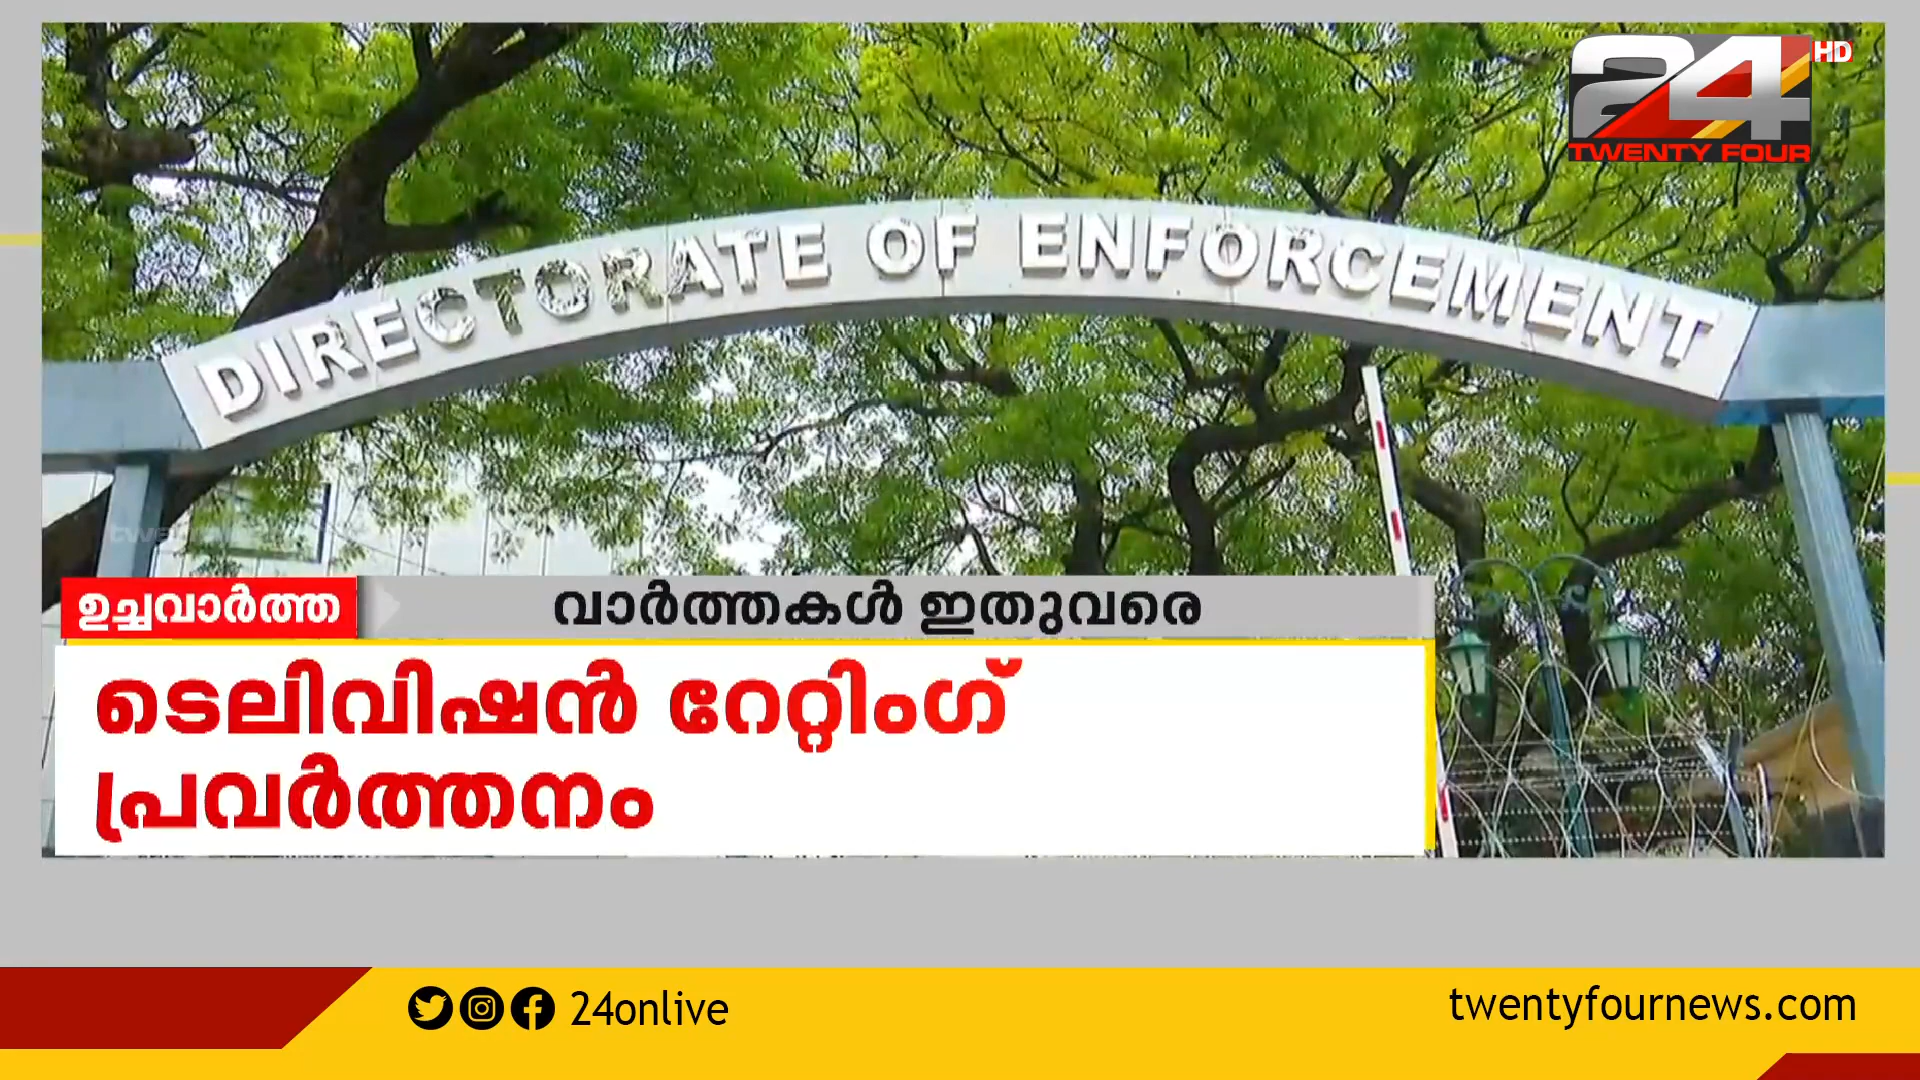 24 HD
TWENTY FOUR
DIRECTORATE OF ENFORCEMENT
ഉച്ചവാർത്ത
വാർത്തകൾ ഇതുവരെ
ടെലിവിഷൻ റേറ്റിംഗ്
പ്രവർത്തനം
24onlive
twentyfournews.com